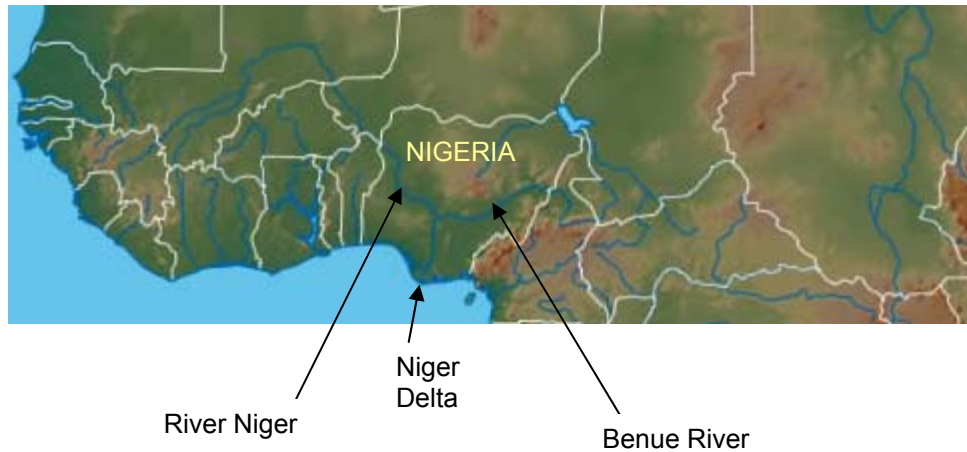 NIGERIA
Niger
Delta
River Niger
Benue River